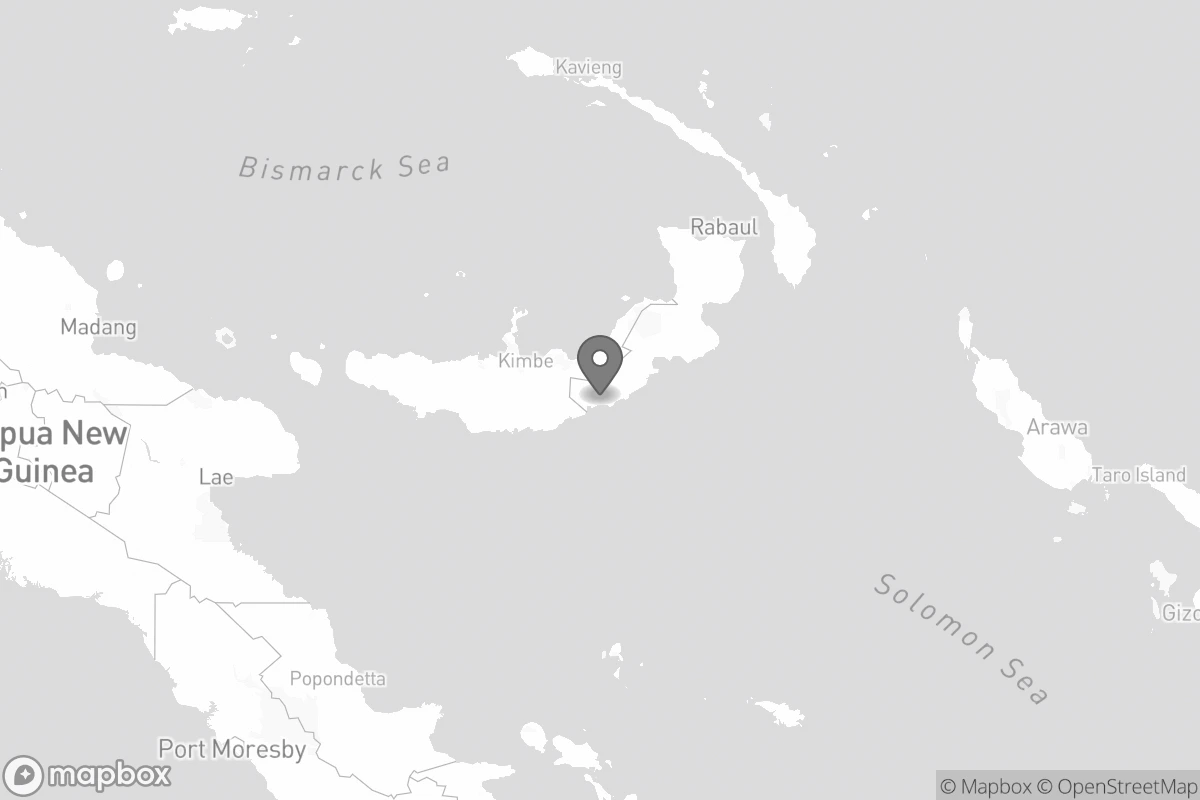 Kavieng
Bismarck Sea
Rabaul
Madang
Kimbe
pua New
Guinea
Arawa
Lae
Taro Island
Solomon Sea
Gizo
Popondetta
Port Moresby
mapbox
© Mapbox © OpenStreetMap